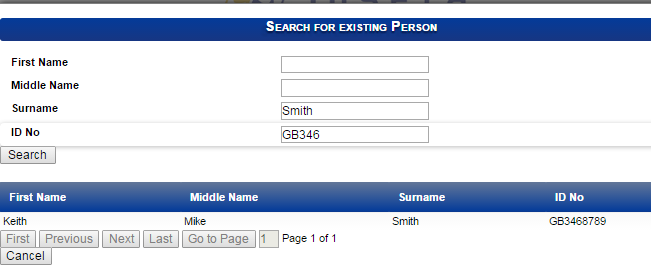 Search for existing Person
First Name
Middle Name
Surname Smith
ID No GB346
Search
First Name Middle Name Surname ID No
Keith Mike Smith GB3468789
First Previous Next Last Go to Page 1 Page 1 of 1
Cancel